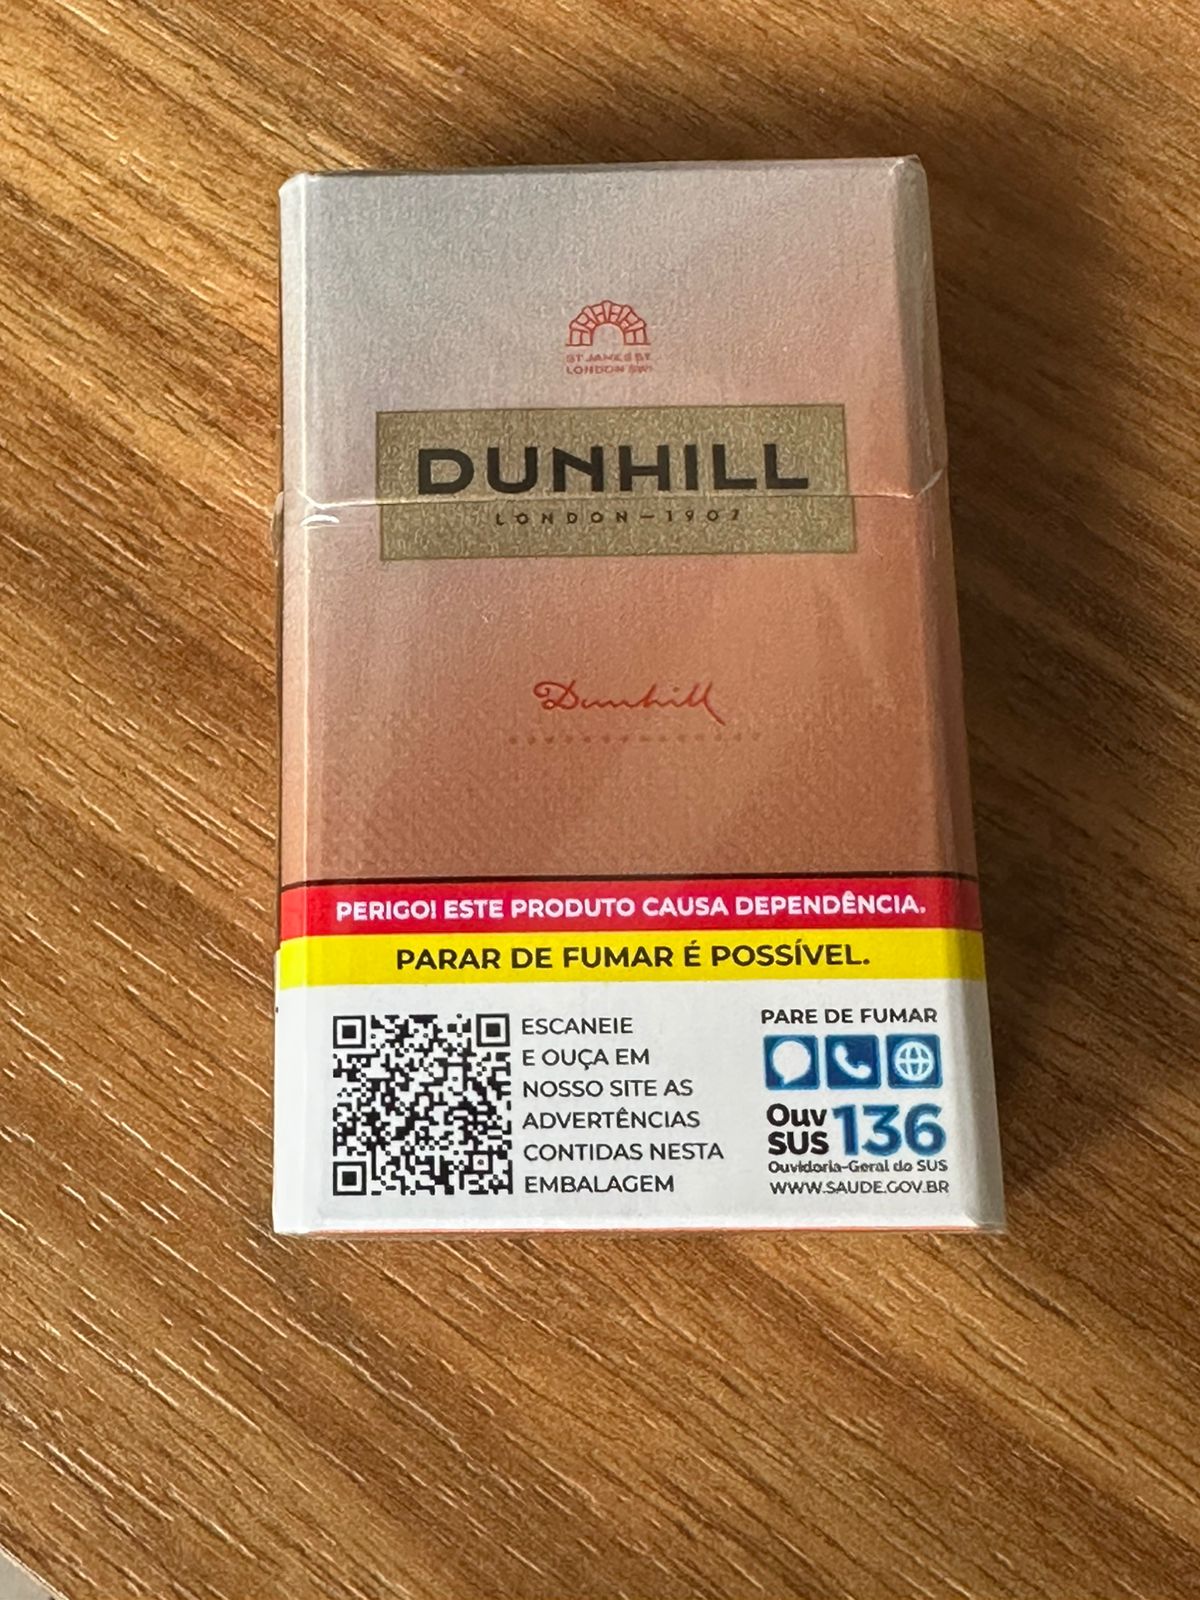 ST JAMES ST
LONDON SW1
DUNHILL
LONDON–1907
Dunhill
PERIGO! ESTE PRODUTO CAUSA DEPENDÊNCIA.
PARAR DE FUMAR É POSSÍVEL.
ESCANEIE
E OUÇA EM
NOSSO SITE AS
ADVERTÊNCIAS
CONTIDAS NESTA
EMBALAGEM
PARE DE FUMAR
Ouv
SUS 136
Ouvidoria-Geral do SUS
WWW.SAUDE.GOV.BR